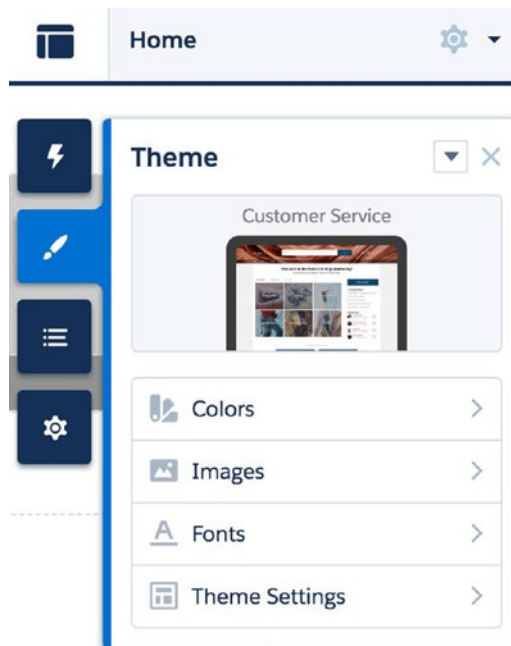 Home
Theme
Customer Service
Colors
Images
Fonts
Theme Settings